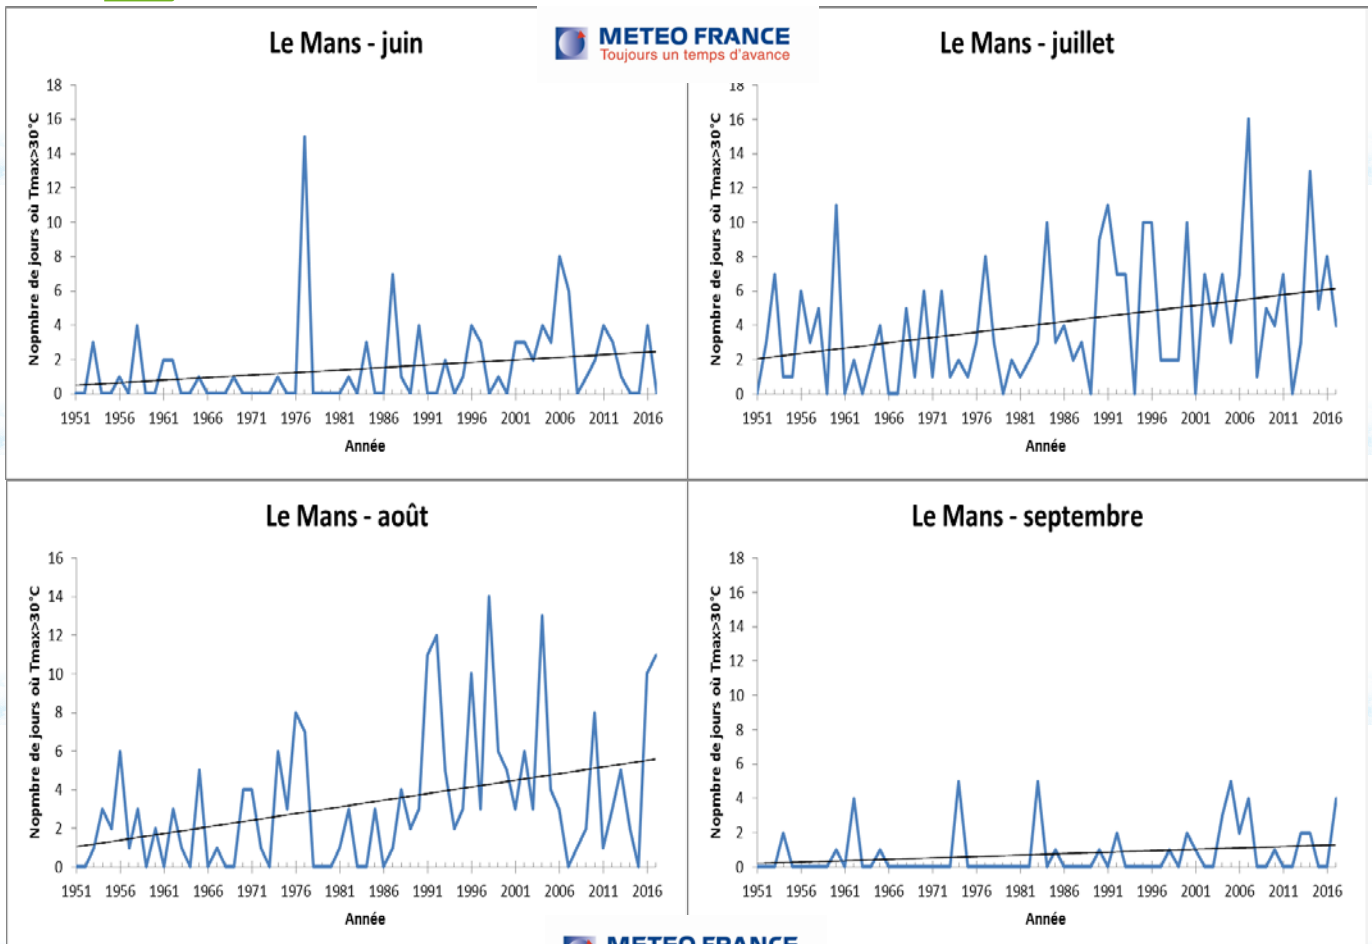 Le Mans - juin
METEO FRANCE
Toujours un temps d'avance
Le Mans - juillet
Nopmbre de jours où Tmax>30°C
18
16
14
12
10
8
6
4
2
0
1951 1956 1961 1966 1971 1976 1981 1986 1991 1996 2001 2006 2011 2016
Année
Nopmbre de jours où Tmax>30°C
18
16
14
12
10
8
6
4
2
0
1951 1956 1961 1966 1971 1976 1981 1986 1991 1996 2001 2006 2011 2016
Année
Le Mans - août
Nopmbre de jours où Tmax>30°C
16
14
12
10
8
6
4
2
0
1951 1956 1961 1966 1971 1976 1981 1986 1991 1996 2001 2006 2011 2016
Année
Le Mans - septembre
Nopmbre de jours où Tmax>30°C
18
16
14
12
10
8
6
4
2
0
1951 1956 1961 1966 1971 1976 1981 1986 1991 1996 2001 2006 2011 2016
Année
METEO FRANCE